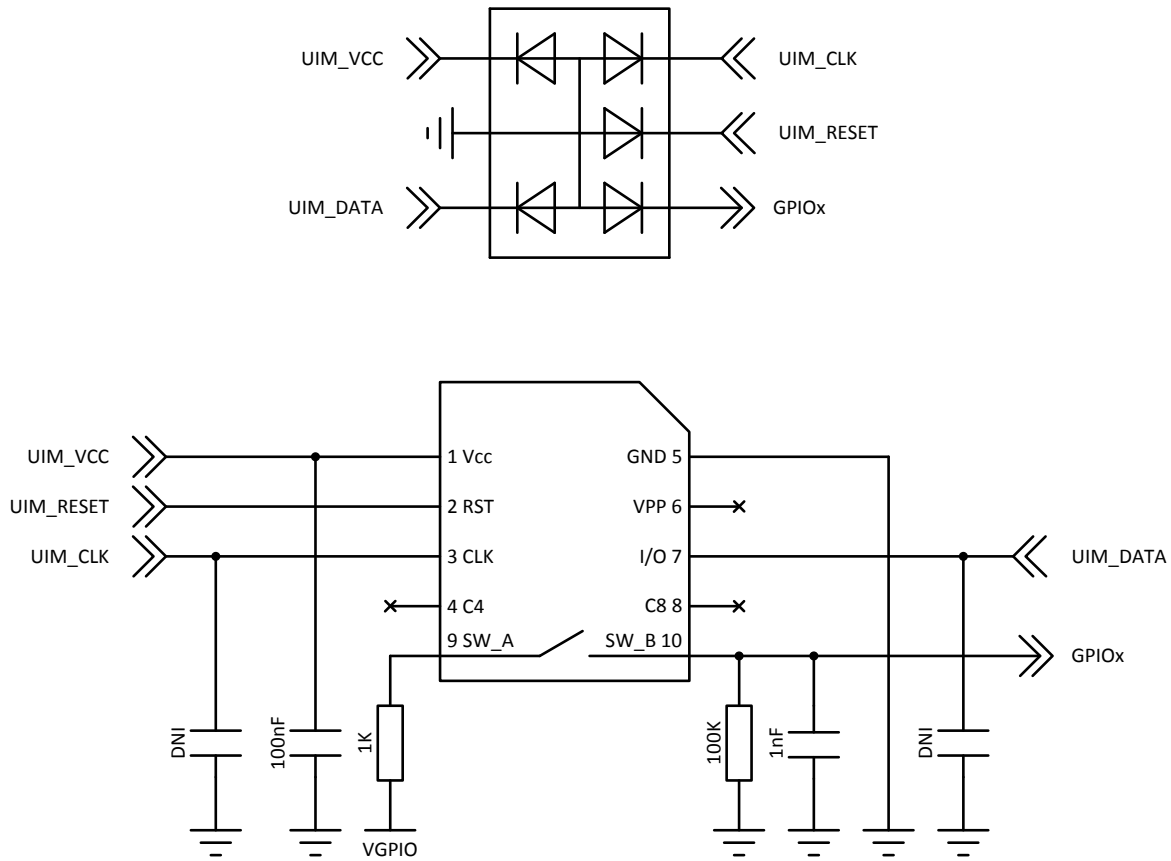 UIM_VCC
UIM_CLK
UIM_RESET
UIM_DATA
GPIOx
UIM_VCC
1 Vcc
GND 5
UIM_RESET
2 RST
VPP 6
UIM_CLK
3 CLK
I/O 7
UIM_DATA
4 C4
C8 8
9 SW_A
SW_B 10
GPIOx
DNI
100nF
1K
100K
1nF
DNI
VGPIO